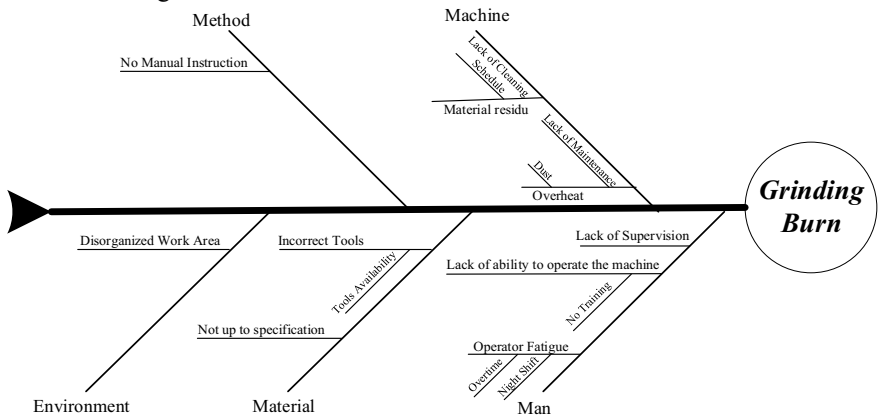 Method
No Manual Instruction
Machine
Lack of Cleaning
Schedule
Material residu
Lack of Maintenance
Dust
Overheat
Grinding
Burn
Disorganized Work Area
Incorrect Tools
Tools Availability
Not up to specification
Lack of Supervision
Lack of ability to operate the machine
No Training
Operator Fatigue
Overtime
Night Shift
Environment
Material
Man